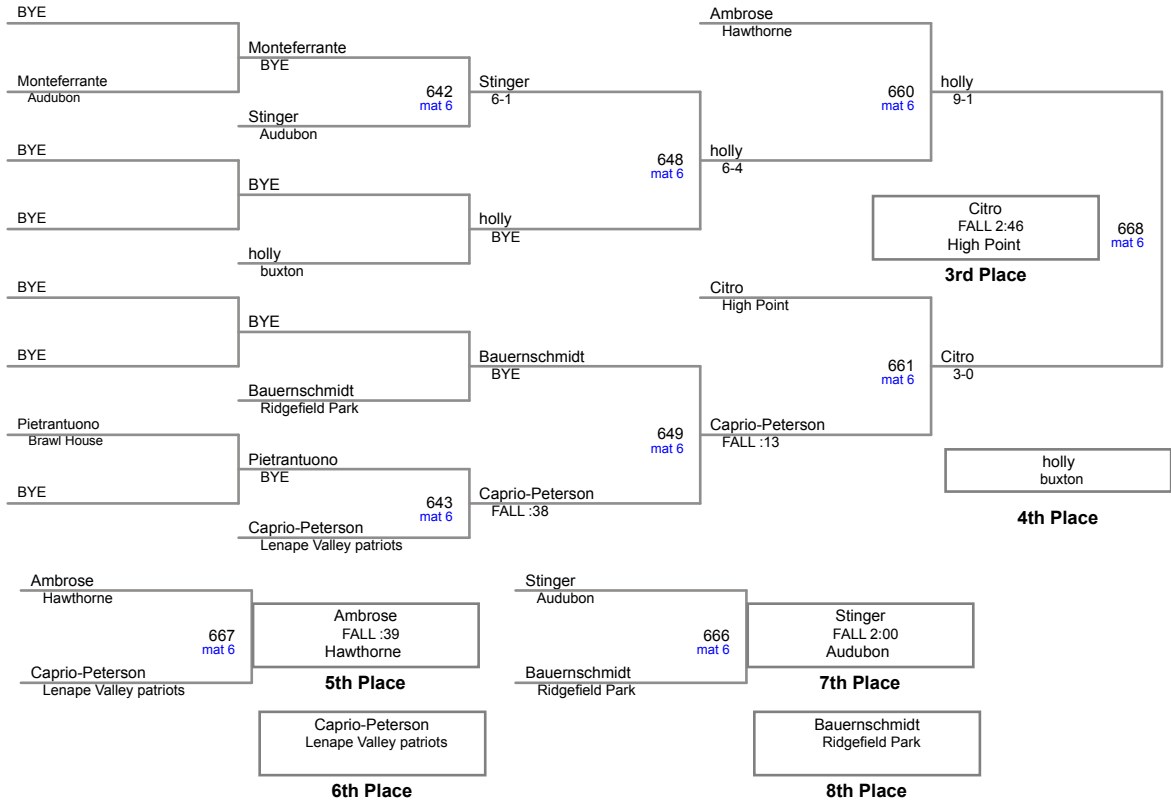 BYE
Monteferrante
Audubon
BYE
BYE
BYE
BYE
Pietrantuono
Brawl House
BYE
Monteferrante
BYE
642
mat 6
Stinger
Audubon
BYE
holly
buxton
BYE
Bauernschmidt
Ridgefield Park
Pietrantuono
BYE
643
mat 6
Caprio-Peterson
Lenape Valley patriots
Stinger
6-1
648
mat 6
holly
BYE
Bauernschmidt
BYE
649
mat 6
Caprio-Peterson
FALL :38
Ambrose
Hawthorne
660
mat 6
holly
6-4
Citro
High Point
661
mat 6
Caprio-Peterson
FALL :13
holly
9-1
Citro
FALL 2:46
High Point
668
mat 6
3rd Place
Citro
3-0
holly
buxton
4th Place
Ambrose
Hawthorne
667
mat 6
Caprio-Peterson
Lenape Valley patriots
Ambrose
FALL :39
Hawthorne
5th Place
Caprio-Peterson
Lenape Valley patriots
6th Place
Stinger
Audubon
666
mat 6
Bauernschmidt
Ridgefield Park
Stinger
FALL 2:00
Audubon
7th Place
Bauernschmidt
Ridgefield Park
8th Place